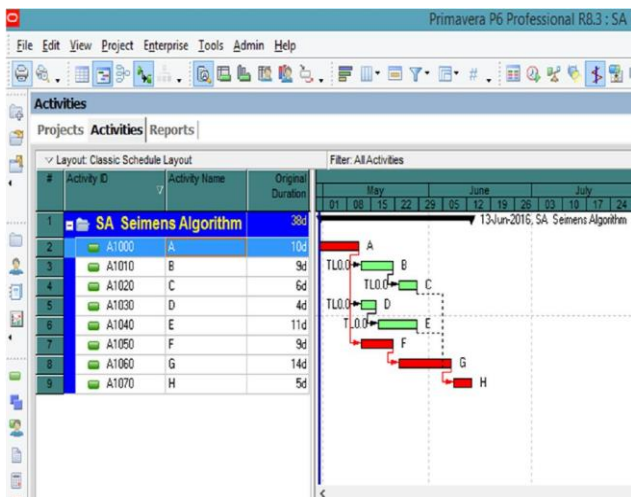 Primavera P6 Professional R8.3 : SA
File Edit View Project Enterprise Tools Admin Help
Activities
Projects Activities Reports
Layout: Classic Schedule Layout Filter: All Activities
# Activity ID Activity Name Original Duration May June July
01 08 15 22 29 05 12 19 26 03 10 17 24
1 SA Seimens Algorithm 38d 13-Jun-2016, SA Seimens Algorithm
2 A1000 A 10d A
3 A1010 B 9d TL0.0 B
4 A1020 C 6d TL0.0 C
5 A1030 D 4d TL0.0 D
6 A1040 E 11d TL0.0 E
7 A1050 F 9d F
8 A1060 G 14d G
9 A1070 H 5d H